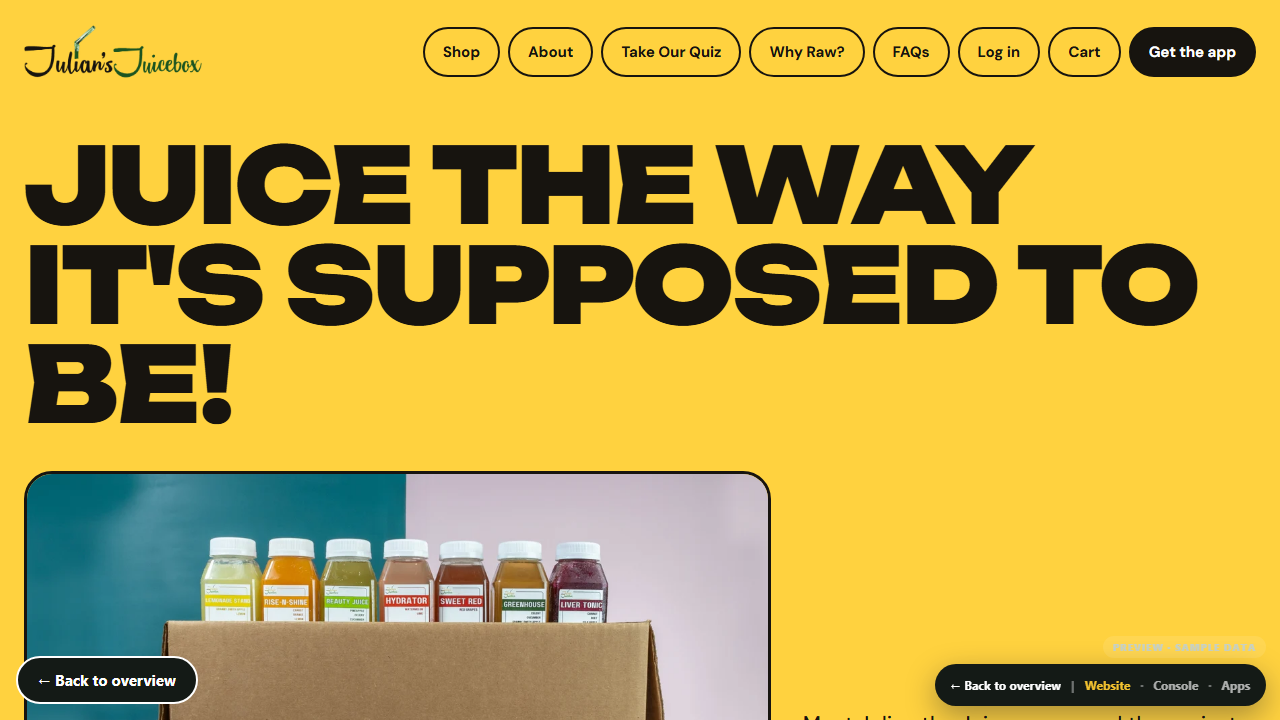 Julian's Juicebox
Shop
About
Take Our Quiz
Why Raw?
FAQs
Log in
Cart
Get the app
JUICE THE WAY
IT'S SUPPOSED TO
BE!
RISE-N-SHINE
BEAUTY JUICE
HYDRATOR
SWEET RED
GREENHOUSE
LIVER TONIC
← Back to overview
PREVIEW · SAMPLE DATA
← Back to overview | Website · Console · Apps